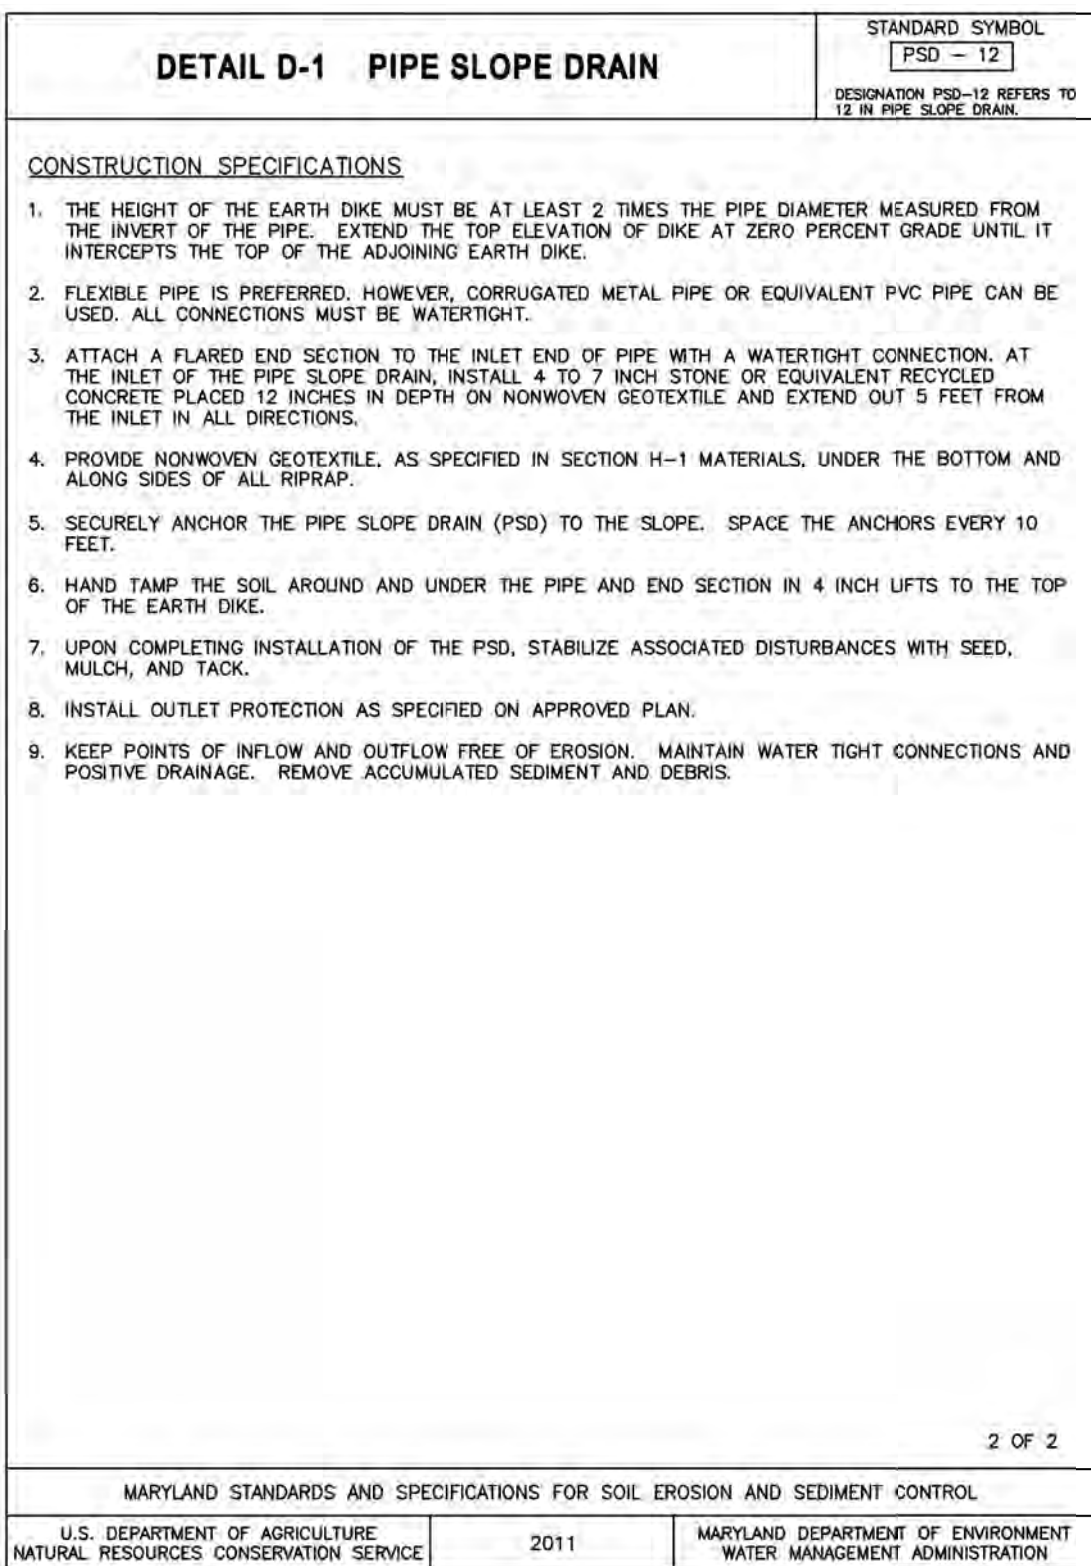 DETAIL D-1 PIPE SLOPE DRAIN
STANDARD SYMBOL
PSD - 12
DESIGNATION PSD-12 REFERS TO
12 IN PIPE SLOPE DRAIN.
CONSTRUCTION SPECIFICATIONS
1. THE HEIGHT OF THE EARTH DIKE MUST BE AT LEAST 2 TIMES THE PIPE DIAMETER MEASURED FROM
THE INVERT OF THE PIPE. EXTEND THE TOP ELEVATION OF DIKE AT ZERO PERCENT GRADE UNTIL IT
INTERCEPTS THE TOP OF THE ADJOINING EARTH DIKE.
2. FLEXIBLE PIPE IS PREFERRED. HOWEVER, CORRUGATED METAL PIPE OR EQUIVALENT PVC PIPE CAN BE
USED. ALL CONNECTIONS MUST BE WATERTIGHT.
3. ATTACH A FLARED END SECTION TO THE INLET END OF PIPE WITH A WATERTIGHT CONNECTION. AT
THE INLET OF THE PIPE SLOPE DRAIN, INSTALL 4 TO 7 INCH STONE OR EQUIVALENT RECYCLED
CONCRETE PLACED 12 INCHES IN DEPTH ON NONWOVEN GEOTEXTILE AND EXTEND OUT 5 FEET FROM
THE INLET IN ALL DIRECTIONS.
4. PROVIDE NONWOVEN GEOTEXTILE, AS SPECIFIED IN SECTION H-1 MATERIALS, UNDER THE BOTTOM AND
ALONG SIDES OF ALL RIPRAP.
5. SECURELY ANCHOR THE PIPE SLOPE DRAIN (PSD) TO THE SLOPE. SPACE THE ANCHORS EVERY 10
FEET.
6. HAND TAMP THE SOIL AROUND AND UNDER THE PIPE AND END SECTION IN 4 INCH LIFTS TO THE TOP
OF THE EARTH DIKE.
7. UPON COMPLETING INSTALLATION OF THE PSD, STABILIZE ASSOCIATED DISTURBANCES WITH SEED,
MULCH, AND TACK.
8. INSTALL OUTLET PROTECTION AS SPECIFIED ON APPROVED PLAN.
9. KEEP POINTS OF INFLOW AND OUTFLOW FREE OF EROSION. MAINTAIN WATER TIGHT CONNECTIONS AND
POSITIVE DRAINAGE. REMOVE ACCUMULATED SEDIMENT AND DEBRIS.
2 OF 2
MARYLAND STANDARDS AND SPECIFICATIONS FOR SOIL EROSION AND SEDIMENT CONTROL
U.S. DEPARTMENT OF AGRICULTURE
NATURAL RESOURCES CONSERVATION SERVICE
2011
MARYLAND DEPARTMENT OF ENVIRONMENT
WATER MANAGEMENT ADMINISTRATION